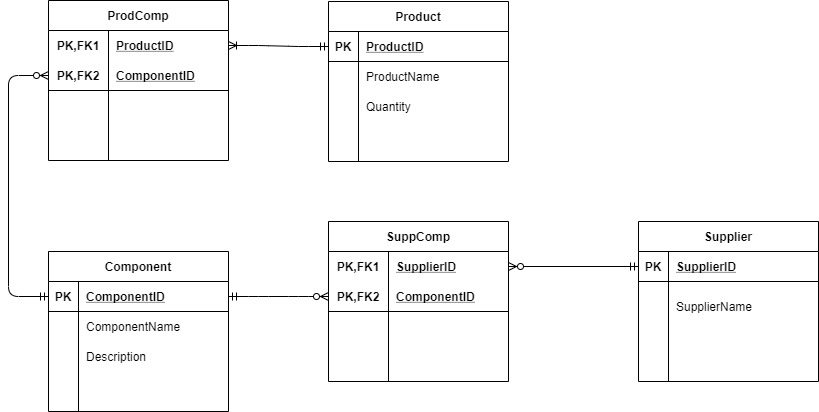 ProdComp
PK,FK1 ProductID
PK,FK2 ComponentID
Product
PK ProductID
ProductName
Quantity
Component
PK ComponentID
ComponentName
Description
SuppComp
PK,FK1 SupplierID
PK,FK2 ComponentID
Supplier
PK SupplierID
SupplierName